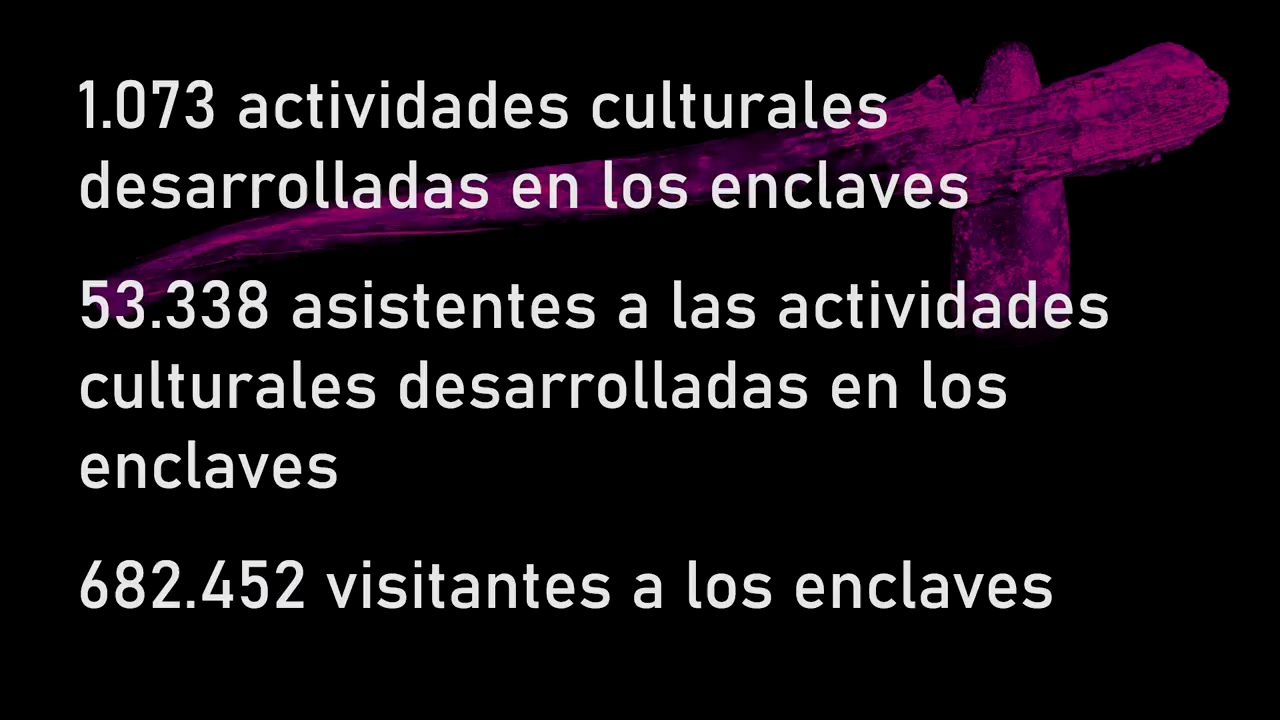 1.073 actividades culturales
desarrolladas en los enclaves
53.338 asistentes a las actividades
culturales desarrolladas en los
enclaves
682.452 visitantes a los enclaves